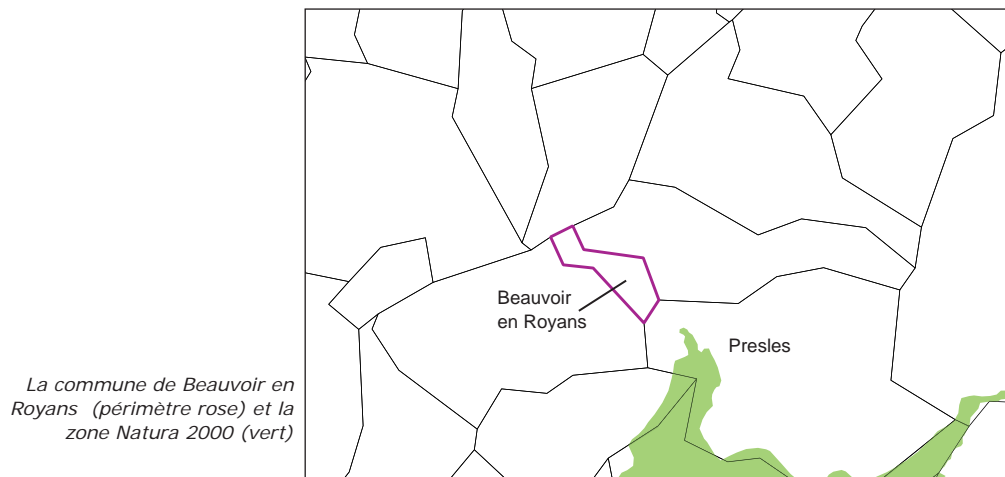 La commune de Beauvoir en
Royans (périmètre rose) et la
zone Natura 2000 (vert)
Beauvoir
en Royans
Presles